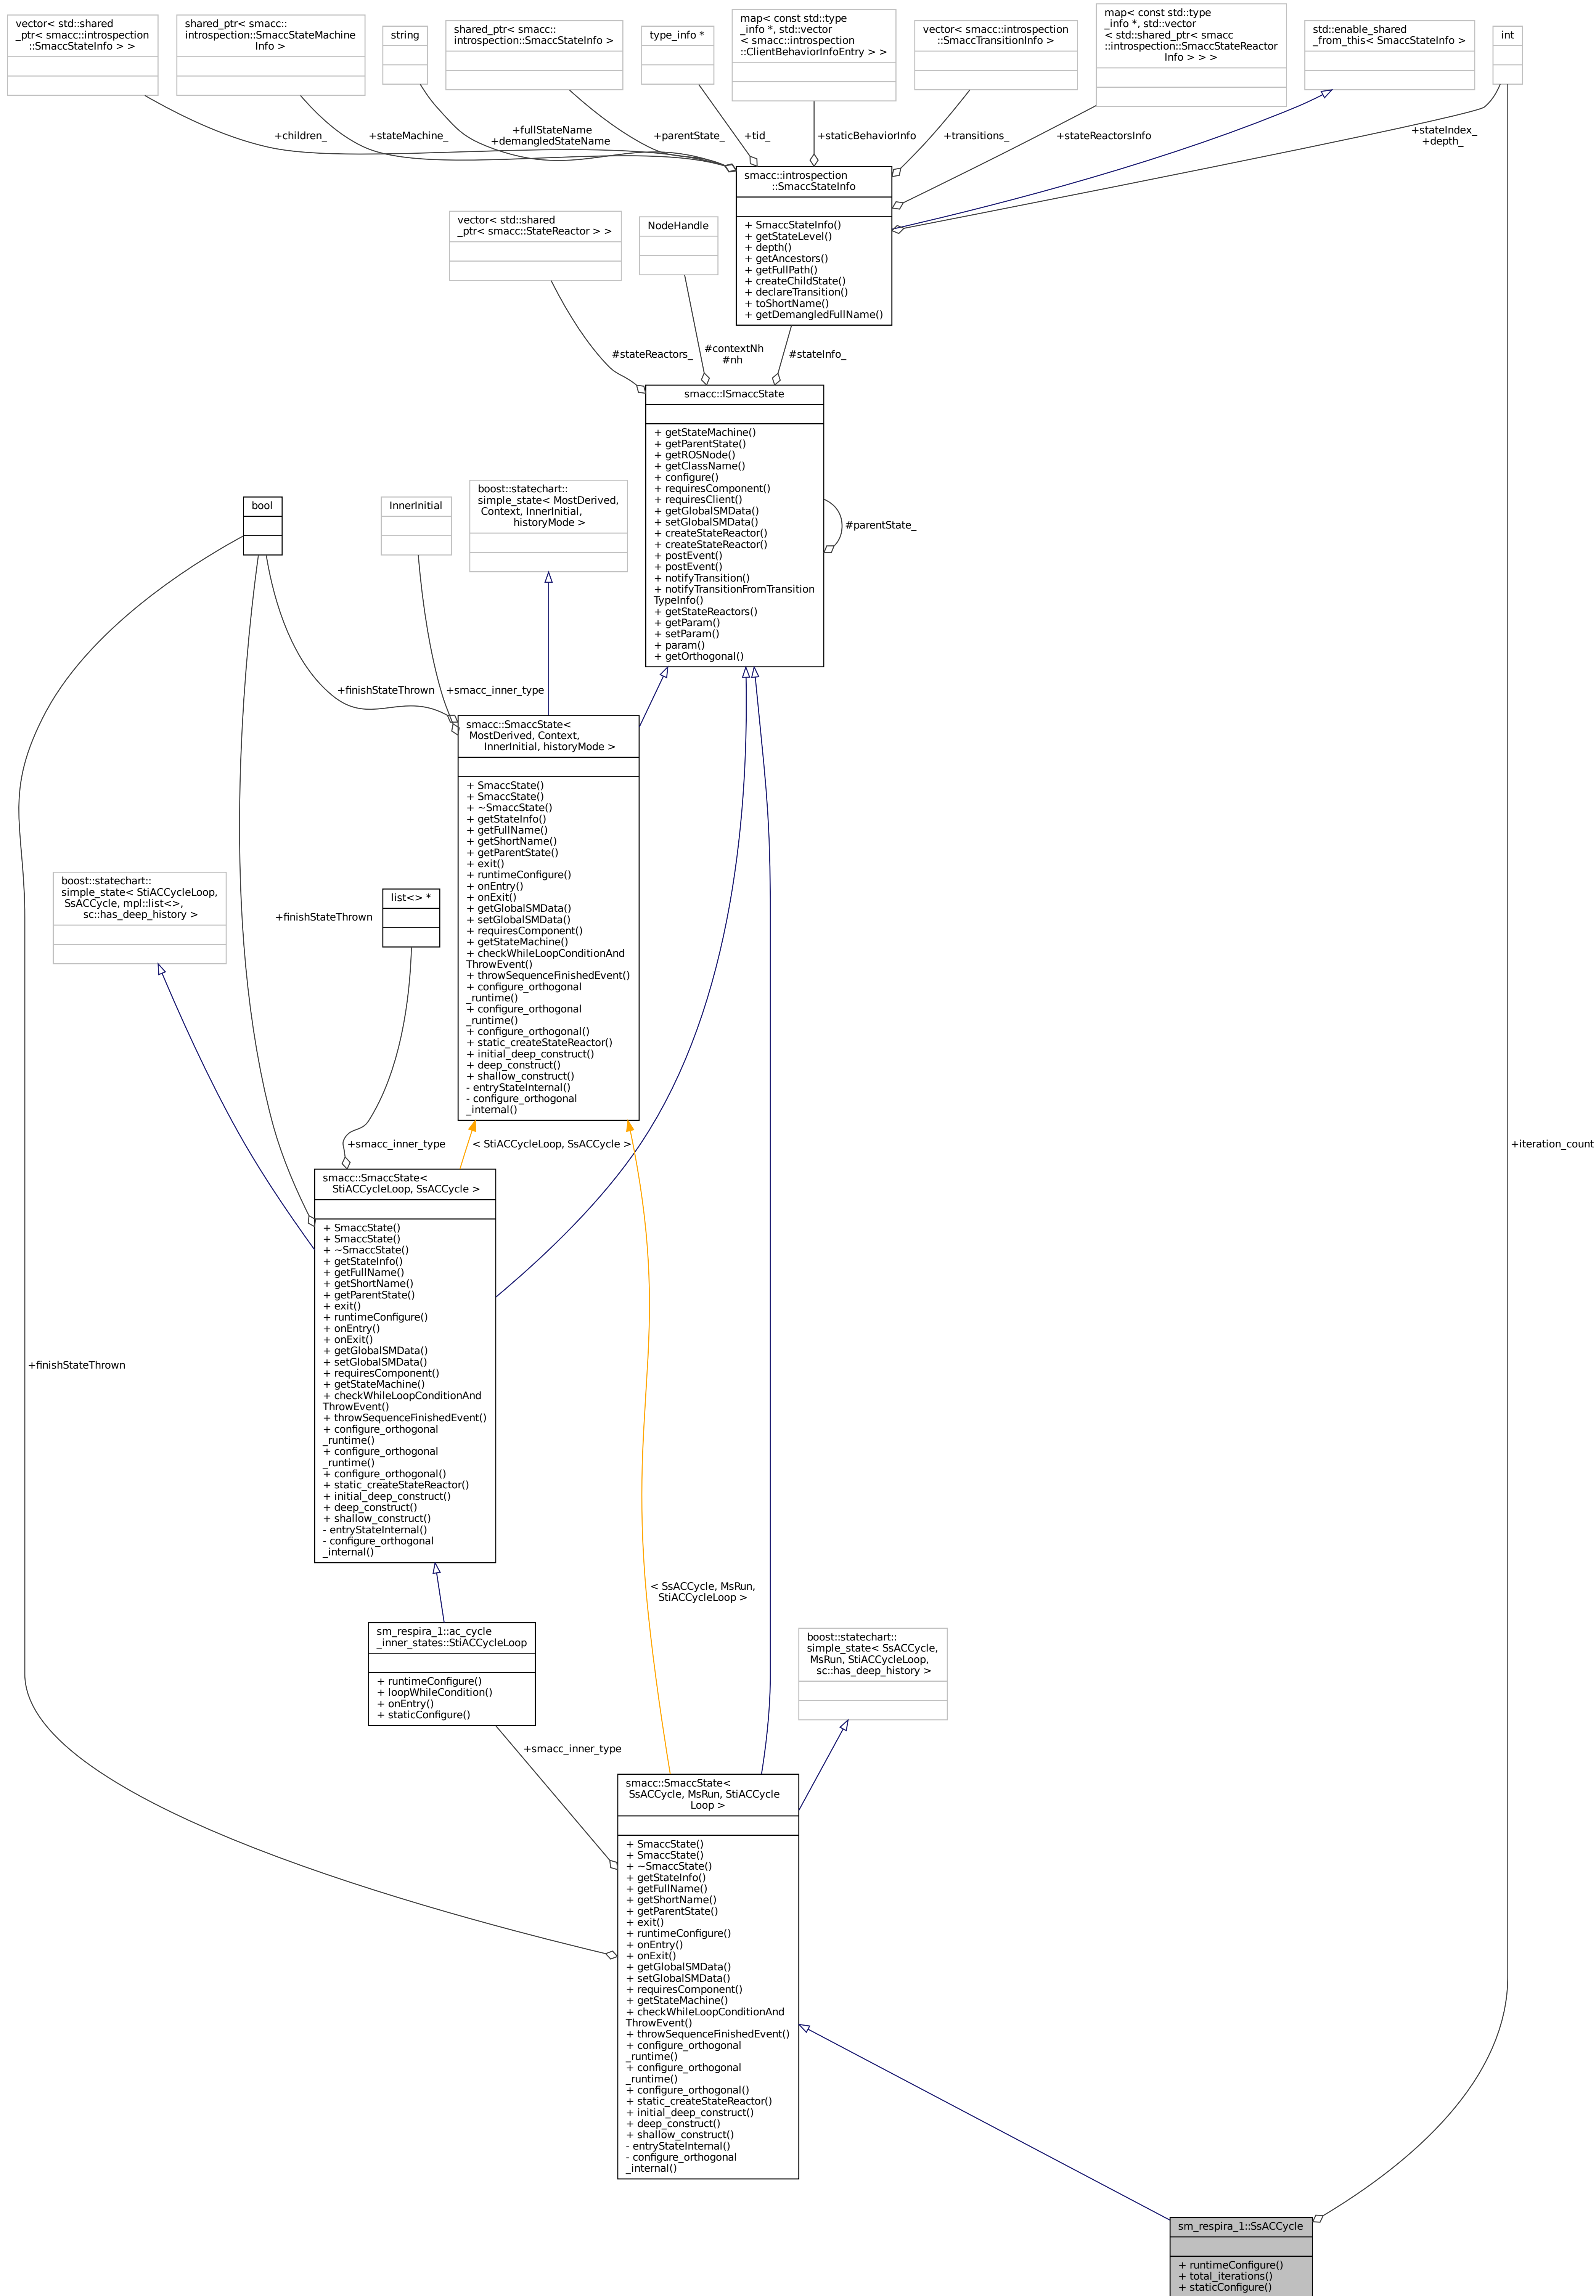 vector< std::shared
_ptr< smacc::introspection
::SmaccStateInfo > >
shared_ptr< smacc::
introspection::SmaccStateMachine
Info >
string
shared_ptr< smacc::
introspection::SmaccStateInfo >
type_info *
map< const std::type
_info *, std::vector
< smacc::introspection
::ClientBehaviorInfoEntry > >
vector< smacc::introspection
::SmaccTransitionInfo >
map< const std::type
_info *, std::vector
< std::shared_ptr< smacc
::introspection::SmaccStateReactor
Info > > >
std::enable_shared
_from_this< SmaccStateInfo >
int
+children_
+stateMachine_
+fullStateName
+demangledStateName
+parentState_
+tid_
+staticBehaviorInfo
+transitions_
+stateReactorsInfo
+stateIndex_
+depth_
smacc::introspection
::SmaccStateInfo
+ SmaccStateInfo()
+ getStateLevel()
+ depth()
+ getAncestors()
+ getFullPath()
+ createChildState()
+ declareTransition()
+ toShortName()
+ getDemangledFullName()
vector< std::shared
_ptr< smacc::StateReactor > >
NodeHandle
#stateReactors_
#contextNh
#nh
#stateInfo_
smacc::ISmaccState
+ getStateMachine()
+ getParentState()
+ getROSNode()
+ getClassName()
+ configure()
+ requiresComponent()
+ requiresClient()
+ getGlobalSMData()
+ setGlobalSMData()
+ createStateReactor()
+ createStateReactor()
+ postEvent()
+ postEvent()
+ notifyTransition()
+ notifyTransitionFromTransition
TypeInfo()
+ getStateReactors()
+ getParam()
+ setParam()
+ param()
+ getOrthogonal()
#parentState_
bool
InnerInitial
boost::statechart::
simple_state< MostDerived,
Context, InnerInitial,
historyMode >
+finishStateThrown
+smacc_inner_type
smacc::SmaccState<
MostDerived, Context,
InnerInitial, historyMode >
+ SmaccState()
+ SmaccState()
+ ~SmaccState()
+ getStateInfo()
+ getFullName()
+ getShortName()
+ getParentState()
+ exit()
+ runtimeConfigure()
+ onEntry()
+ onExit()
+ getGlobalSMData()
+ setGlobalSMData()
+ requiresComponent()
+ getStateMachine()
+ checkWhileLoopConditionAnd
ThrowEvent()
+ throwSequenceFinishedEvent()
+ configure_orthogonal
_runtime()
+ configure_orthogonal
_runtime()
+ configure_orthogonal()
+ static_createStateReactor()
+ initial_deep_construct()
+ deep_construct()
+ shallow_construct()
- entryStateInternal()
- configure_orthogonal
_internal()
boost::statechart::
simple_state< StiACCycleLoop,
SsACCycle, mpl::list<>,
sc::has_deep_history >
+finishStateThrown
list<> *
+smacc_inner_type
< StiACCycleLoop, SsACCycle >
+iteration_count
smacc::SmaccState<
StiACCycleLoop, SsACCycle >
+ SmaccState()
+ SmaccState()
+ ~SmaccState()
+ getStateInfo()
+ getFullName()
+ getShortName()
+ getParentState()
+ exit()
+ runtimeConfigure()
+ onEntry()
+ onExit()
+ getGlobalSMData()
+ setGlobalSMData()
+ requiresComponent()
+ getStateMachine()
+ checkWhileLoopConditionAnd
ThrowEvent()
+ throwSequenceFinishedEvent()
+ configure_orthogonal
_runtime()
+ configure_orthogonal
_runtime()
+ configure_orthogonal()
+ static_createStateReactor()
+ initial_deep_construct()
+ deep_construct()
+ shallow_construct()
- entryStateInternal()
- configure_orthogonal
_internal()
+finishStateThrown
< SsACCycle, MsRun,
StiACCycleLoop >
sm_respira_1::ac_cycle
_inner_states::StiACCycleLoop
+ runtimeConfigure()
+ loopWhileCondition()
+ onEntry()
+ staticConfigure()
boost::statechart::
simple_state< SsACCycle,
MsRun, StiACCycleLoop,
sc::has_deep_history >
+smacc_inner_type
smacc::SmaccState<
SsACCycle, MsRun, StiACCycle
Loop >
+ SmaccState()
+ SmaccState()
+ ~SmaccState()
+ getStateInfo()
+ getFullName()
+ getShortName()
+ getParentState()
+ exit()
+ runtimeConfigure()
+ onEntry()
+ onExit()
+ getGlobalSMData()
+ setGlobalSMData()
+ requiresComponent()
+ getStateMachine()
+ checkWhileLoopConditionAnd
ThrowEvent()
+ throwSequenceFinishedEvent()
+ configure_orthogonal
_runtime()
+ configure_orthogonal
_runtime()
+ configure_orthogonal()
+ static_createStateReactor()
+ initial_deep_construct()
+ deep_construct()
+ shallow_construct()
- entryStateInternal()
- configure_orthogonal
_internal()
sm_respira_1::SsACCycle
+ runtimeConfigure()
+ total_iterations()
+ staticConfigure()